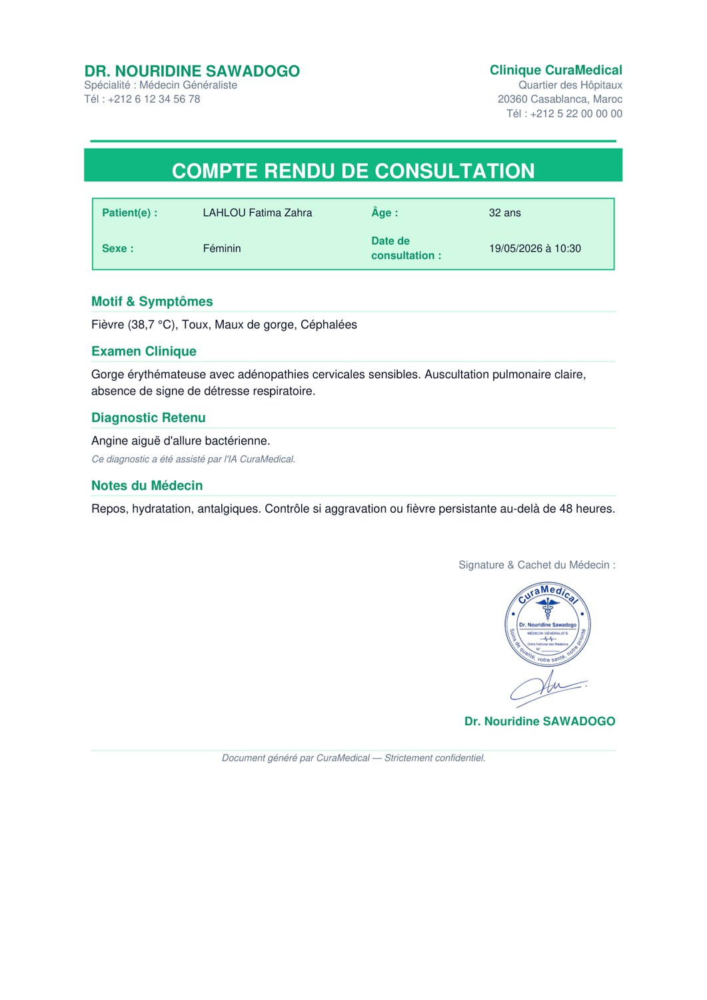 DR. NOURIDINE SAWADOGO
Spécialité : Médecin Généraliste
Tél : +212 6 12 34 56 78
Clinique CuraMedical
Quartier des Hôpitaux
20360 Casablanca, Maroc
Tél : +212 5 22 00 00 00
COMPTE RENDU DE CONSULTATION
Patient(e) : LAHLOU Fatima Zahra Âge : 32 ans
Sexe : Féminin Date de consultation : 19/05/2026 à 10:30
Motif & Symptômes
Fièvre (38,7 °C), Toux, Maux de gorge, Céphalées
Examen Clinique
Gorge érythémateuse avec adénopathies cervicales sensibles. Auscultation pulmonaire claire,
absence de signe de détresse respiratoire.
Diagnostic Retenu
Angine aiguë d'allure bactérienne.
Ce diagnostic a été assisté par l'IA CuraMedical.
Notes du Médecin
Repos, hydratation, antalgiques. Contrôle si aggravation ou fièvre persistante au-delà de 48 heures.
Signature & Cachet du Médecin :
CuraMedical
Dr. Nouridine Sawadogo
MÉDECIN GÉNÉRALISTE
Ordre National des Médecins
N° ________
Soins de qualité, votre santé, notre priorité
Dr. Nouridine SAWADOGO
Document généré par CuraMedical — Strictement confidentiel.